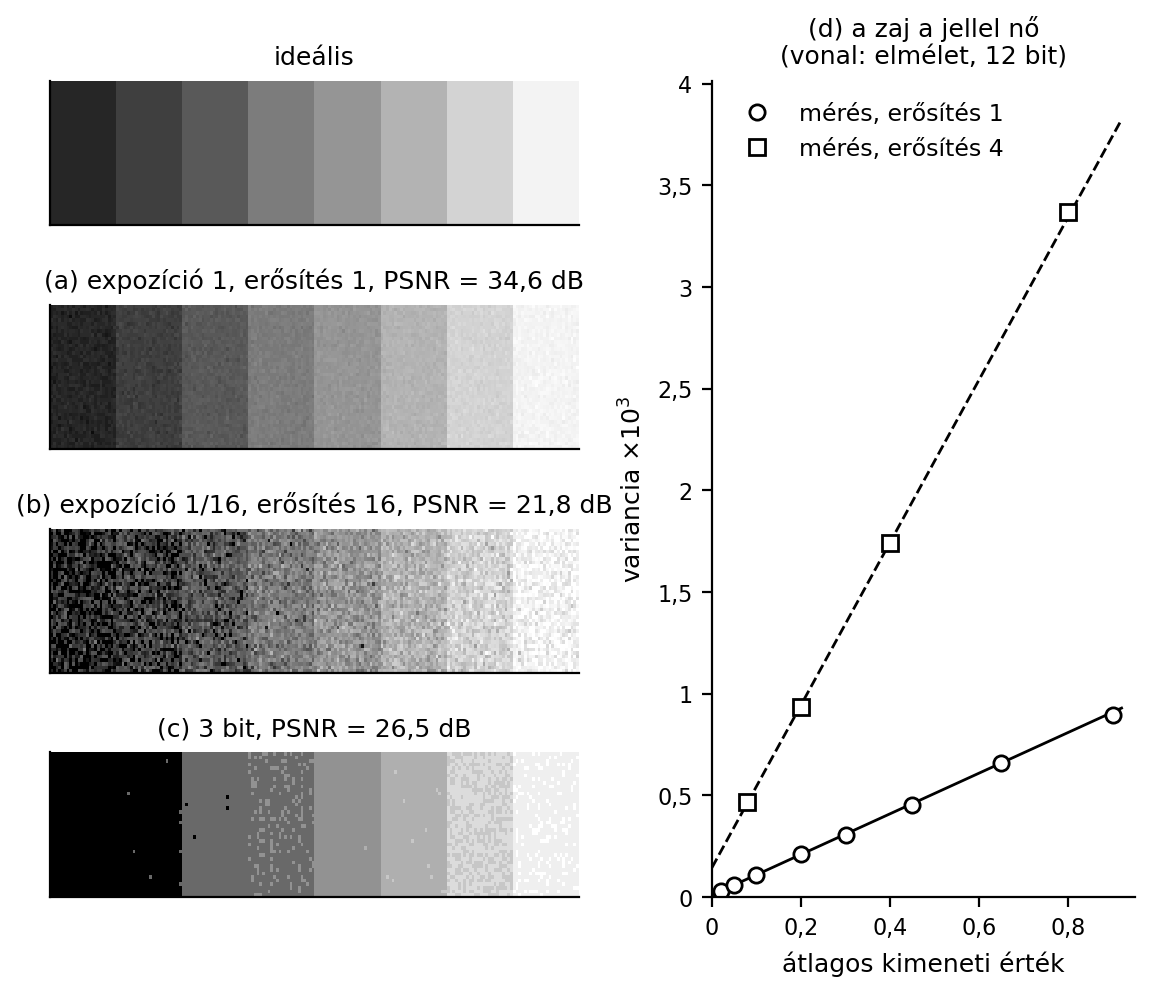 ideális
(a) expozíció 1, erősítés 1, PSNR = 34,6 dB
(b) expozíció 1/16, erősítés 16, PSNR = 21,8 dB
(c) 3 bit, PSNR = 26,5 dB
(d) a zaj a jellel nő
(vonal: elmélet, 12 bit)
mérés, erősítés 1
mérés, erősítés 4
variancia ×10³
4
3,5
3
2,5
2
1,5
1
0,5
0
0 0,2 0,4 0,6 0,8
átlagos kimeneti érték